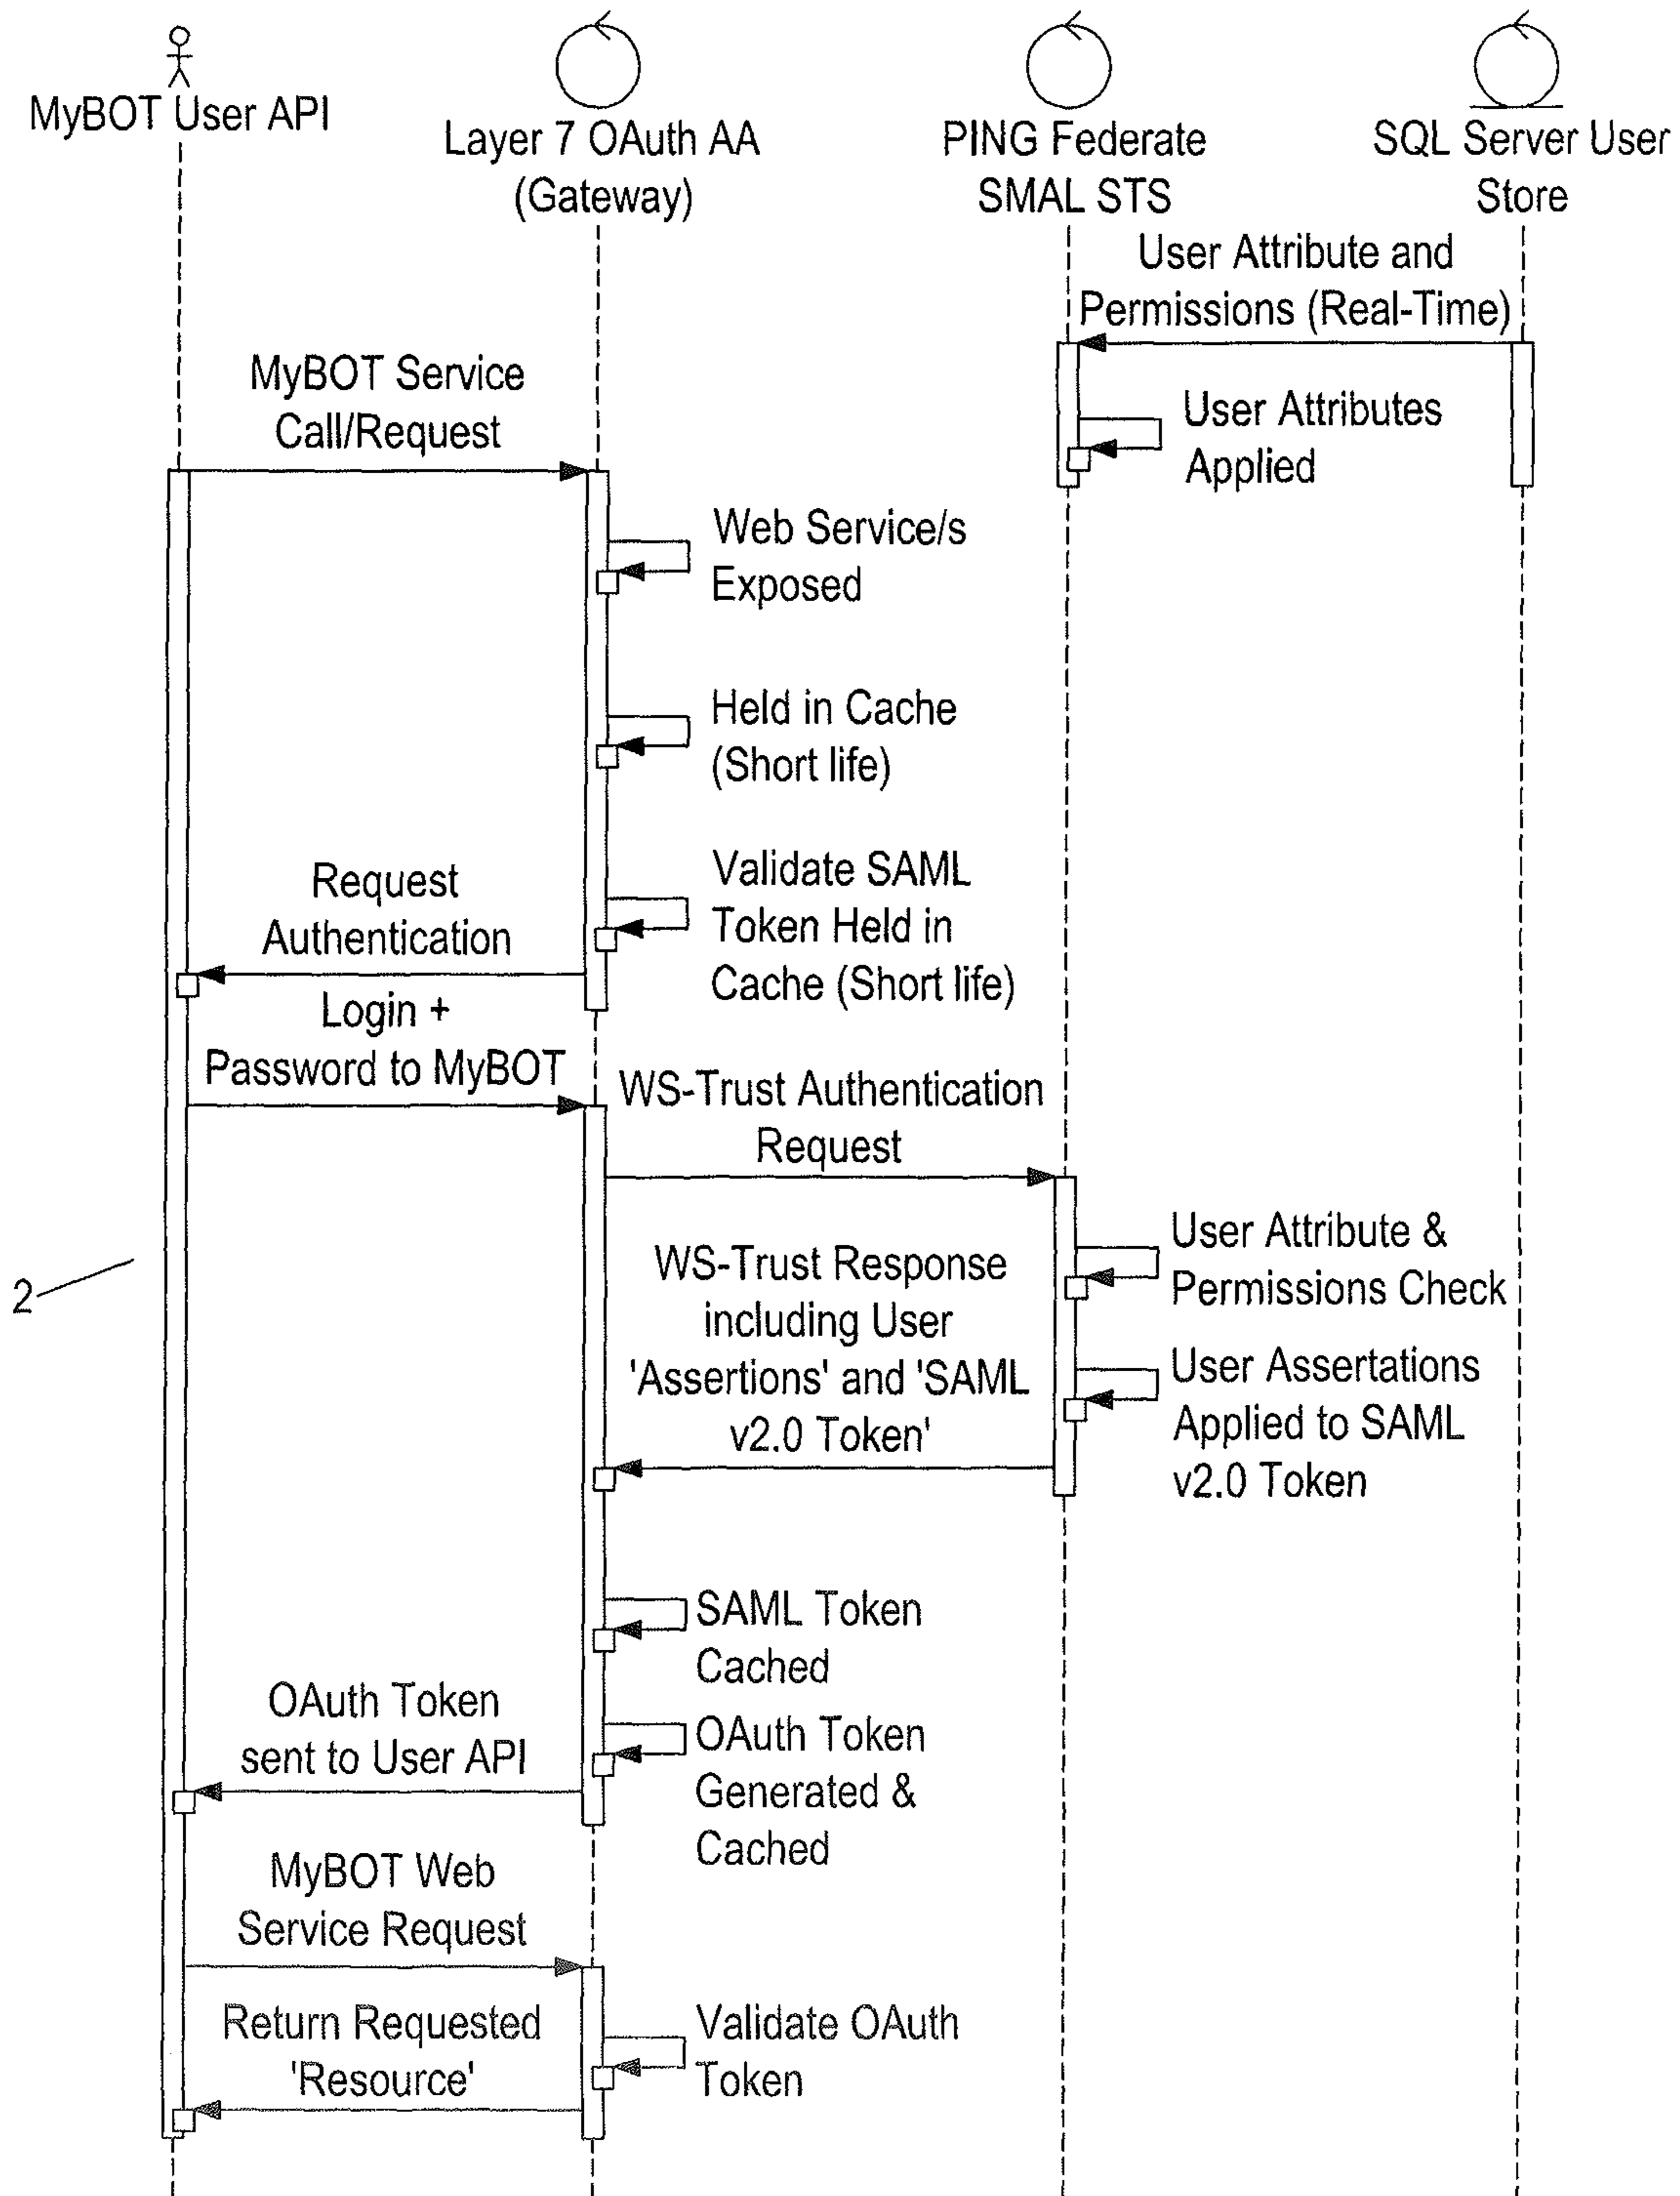 MyBOT User API
Layer 7 OAuth AA
(Gateway)
PING Federate
SMAL STS
SQL Server User
Store
User Attribute and
Permissions (Real-Time)
User Attributes
Applied
MyBOT Service
Call/Request
Web Service/s
Exposed
Held in Cache
(Short life)
Validate SAML
Token Held in
Cache (Short life)
Request
Authentication
Login +
Password to MyBOT
WS-Trust Authentication
Request
User Attribute &
Permissions Check
WS-Trust Response
including User
'Assertions' and 'SAML
v2.0 Token'
User Assertations
Applied to SAML
v2.0 Token
2
SAML Token
Cached
OAuth Token
Generated &
Cached
OAuth Token
sent to User API
MyBOT Web
Service Request
Validate OAuth
Token
Return Requested
'Resource'